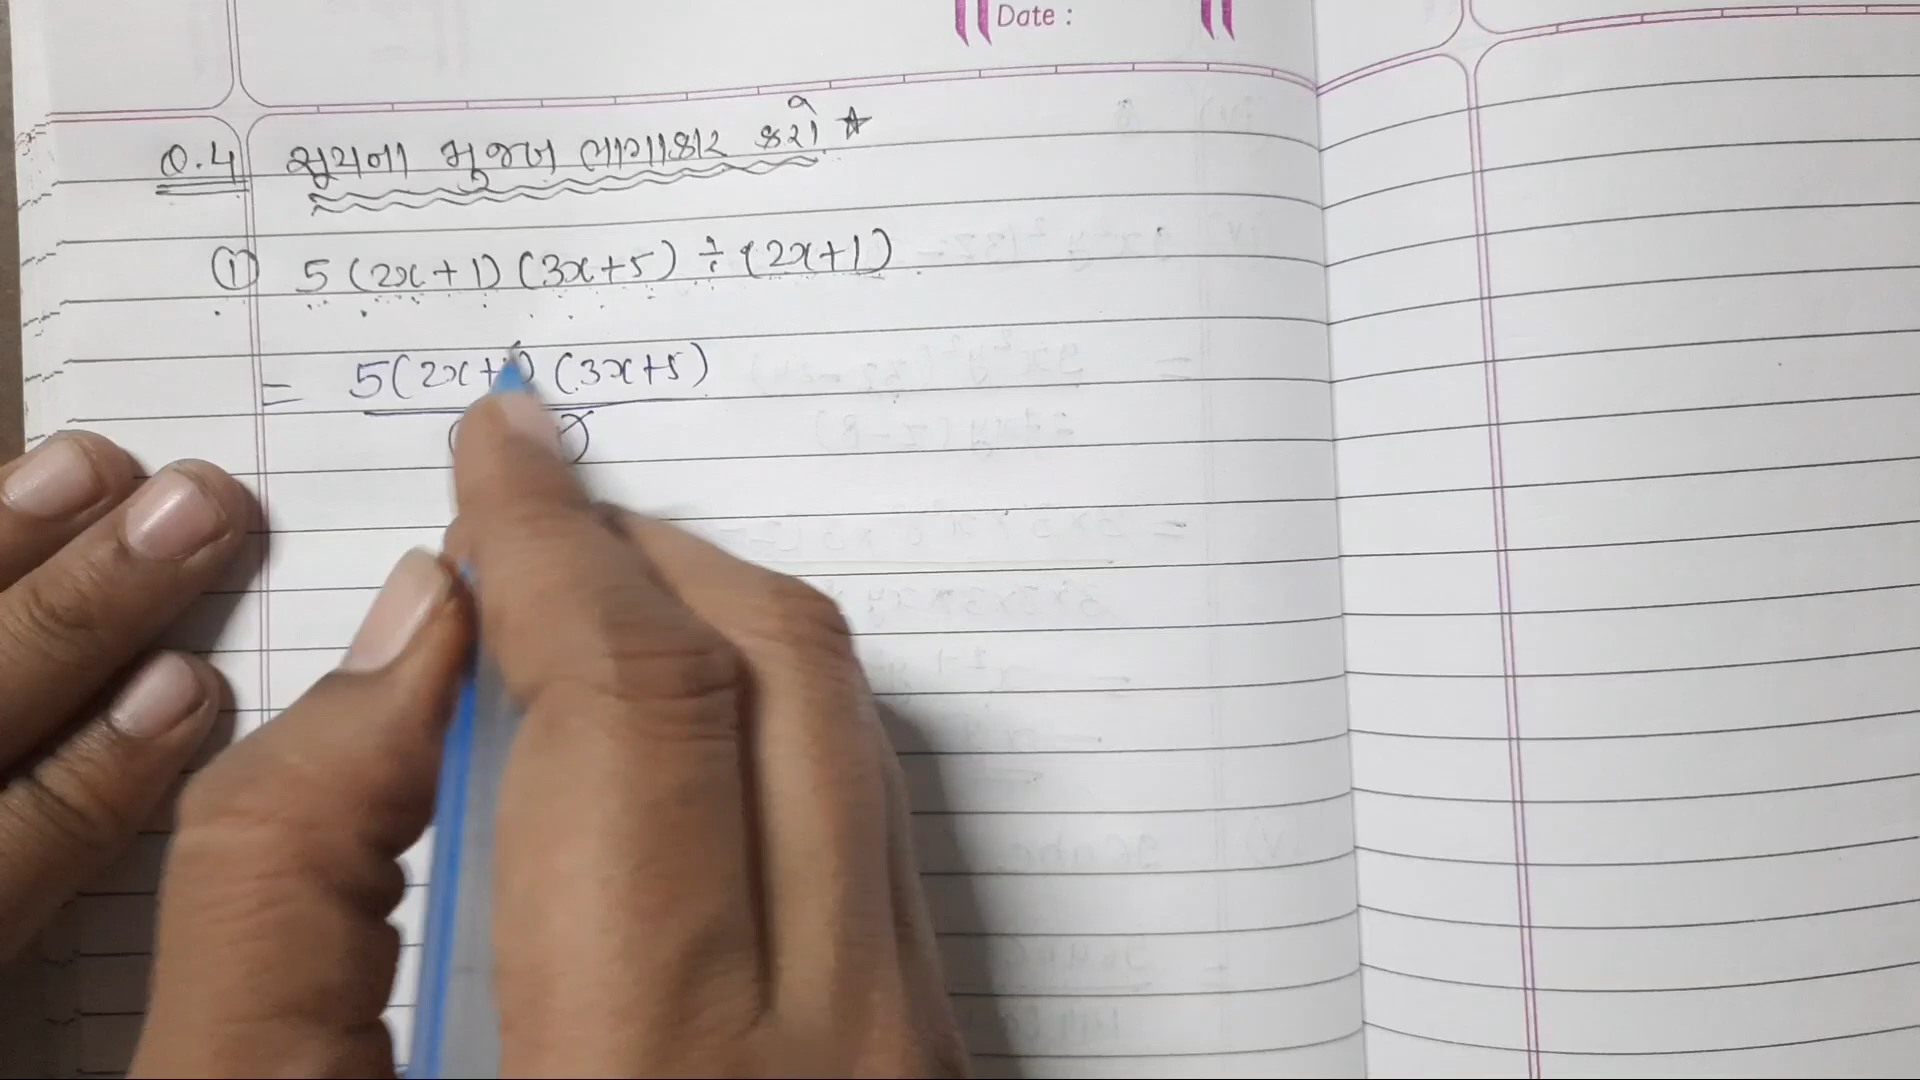 Date :
Q.4 સુચના મુજબ ભાગાકાર કરો
① 5 (2x+1) (3x+5) ÷ (2x+1)
= 5(2x+ ) (3x+5)